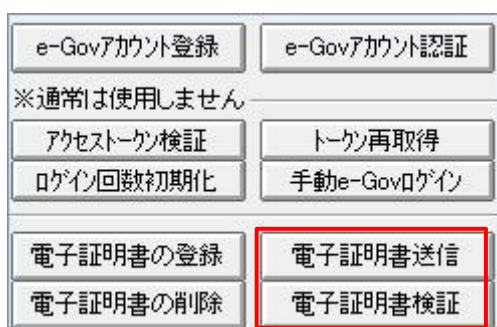 e-Govｱｶｳﾝﾄ登録 e-Govｱｶｳﾝﾄ認証
※通常は使用しません
ｱｸｾｽﾄｰｸﾝ検証 ﾄｰｸﾝ再取得
ﾛｸﾞｲﾝ回数初期化 手動e-Govﾛｸﾞｲﾝ
電子証明書の登録 電子証明書送信
電子証明書の削除 電子証明書検証